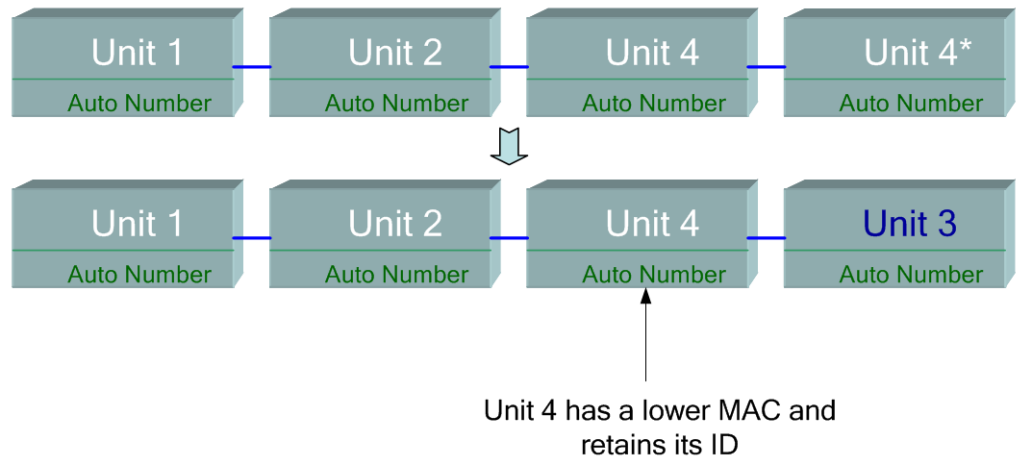 Unit 1 Unit 2 Unit 4 Unit 4*
Auto Number Auto Number Auto Number Auto Number
Unit 1 Unit 2 Unit 4 Unit 3
Auto Number Auto Number Auto Number Auto Number
Unit 4 has a lower MAC and
retains its ID